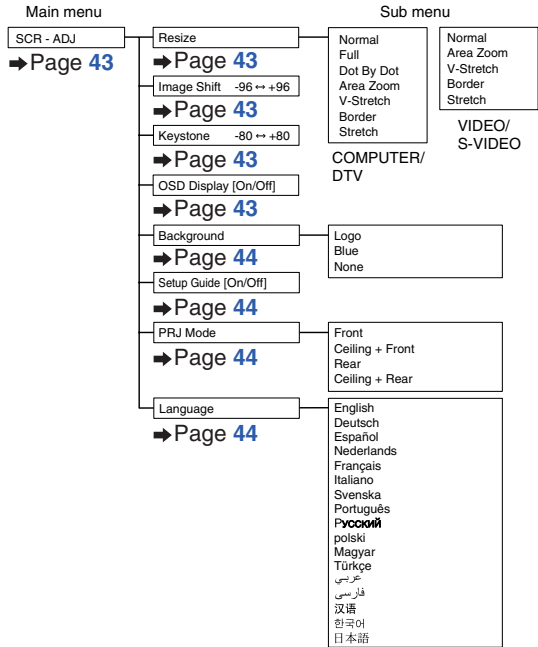 Main menu
Sub menu
SCR - ADJ
➡Page 43
Resize
➡Page 43
Image Shift -96 ↔ +96
➡Page 43
Keystone -80 ↔ +80
➡Page 43
OSD Display [On/Off]
➡Page 43
Background
➡Page 44
Setup Guide [On/Off]
➡Page 44
PRJ Mode
➡Page 44
Language
➡Page 44
Normal
Full
Dot By Dot
Area Zoom
V-Stretch
Border
Stretch
COMPUTER/
DTV
Normal
Area Zoom
V-Stretch
Border
Stretch
VIDEO/
S-VIDEO
Logo
Blue
None
Front
Ceiling + Front
Rear
Ceiling + Rear
English
Deutsch
Español
Nederlands
Français
Italiano
Svenska
Português
Русский
polski
Magyar
Türkçe
عربي
فارسی
汉语
한국어
日本語